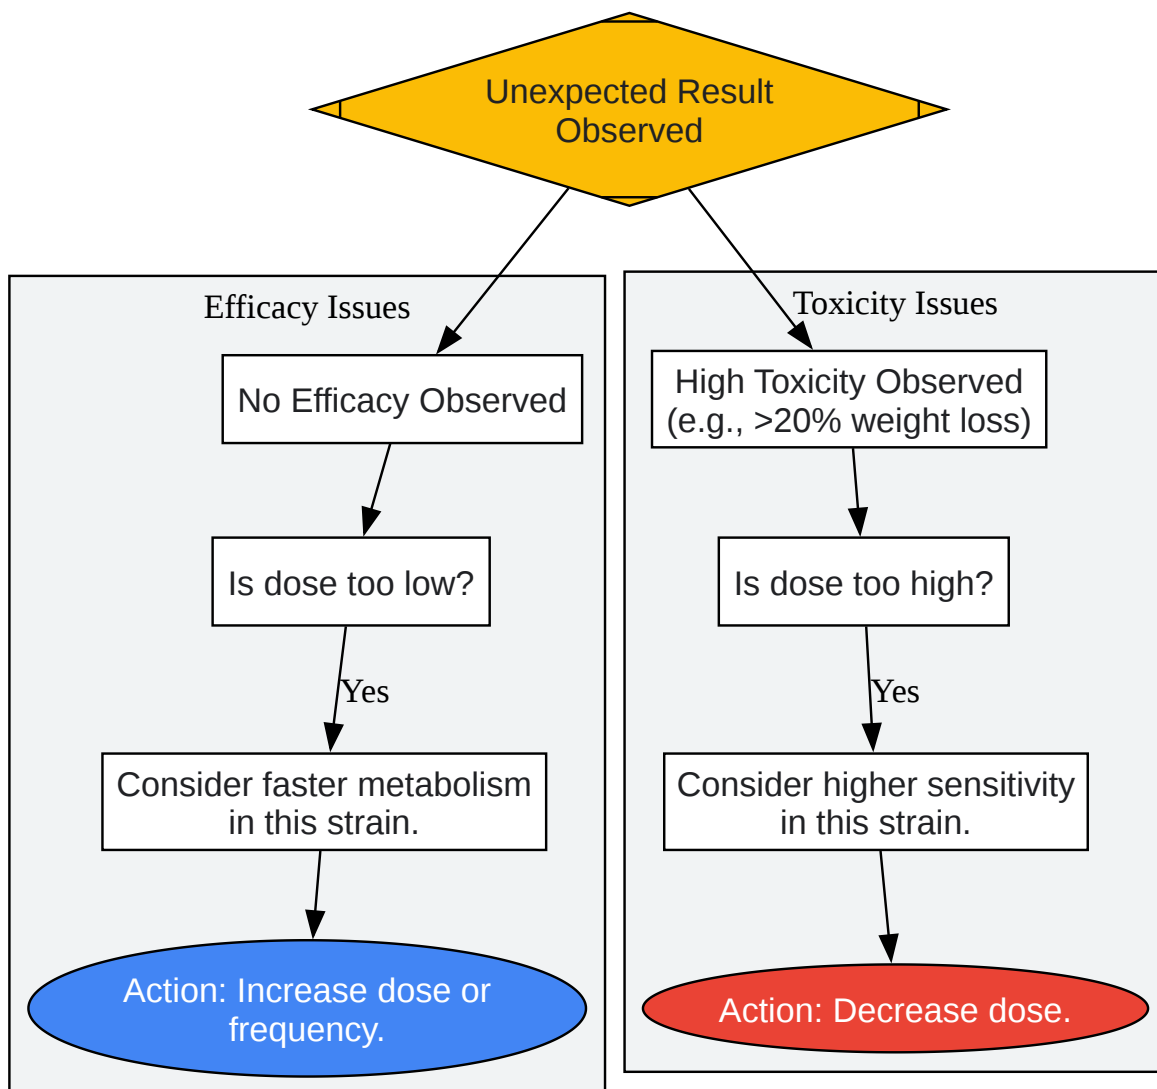 Unexpected Result
Observed
Efficacy Issues
No Efficacy Observed
Is dose too low?
Yes
Consider faster metabolism
in this strain.
Action: Increase dose or
frequency.
Toxicity Issues
High Toxicity Observed
(e.g., >20% weight loss)
Is dose too high?
Yes
Consider higher sensitivity
in this strain.
Action: Decrease dose.